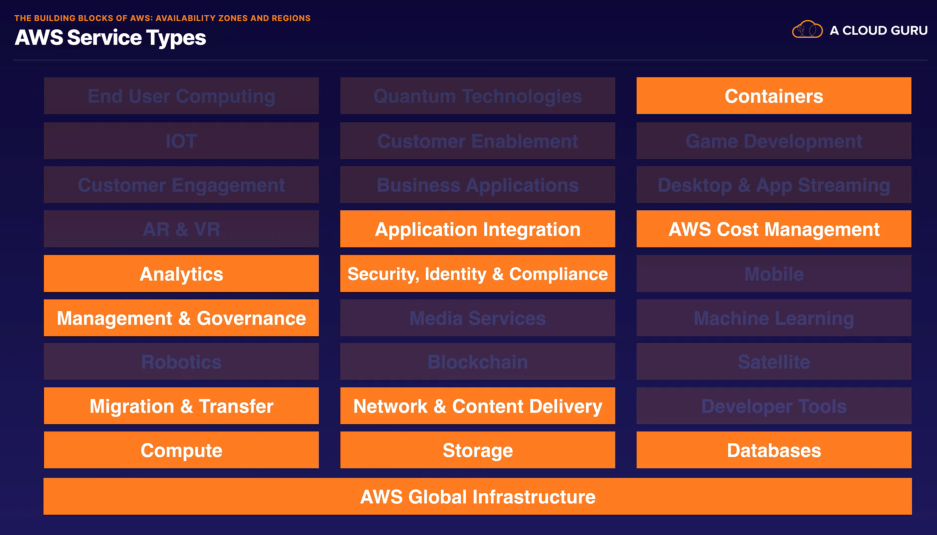 THE BUILDING BLOCKS OF AWS: AVAILABILITY ZONES AND REGIONS
AWS Service Types
A CLOUD GURU
End User Computing
Quantum Technologies
Containers
IOT
Customer Enablement
Game Development
Customer Engagement
Business Applications
Desktop & App Streaming
AR & VR
Application Integration
AWS Cost Management
Analytics
Security, Identity & Compliance
Mobile
Management & Governance
Media Services
Machine Learning
Robotics
Blockchain
Satellite
Migration & Transfer
Network & Content Delivery
Developer Tools
Compute
Storage
Databases
AWS Global Infrastructure